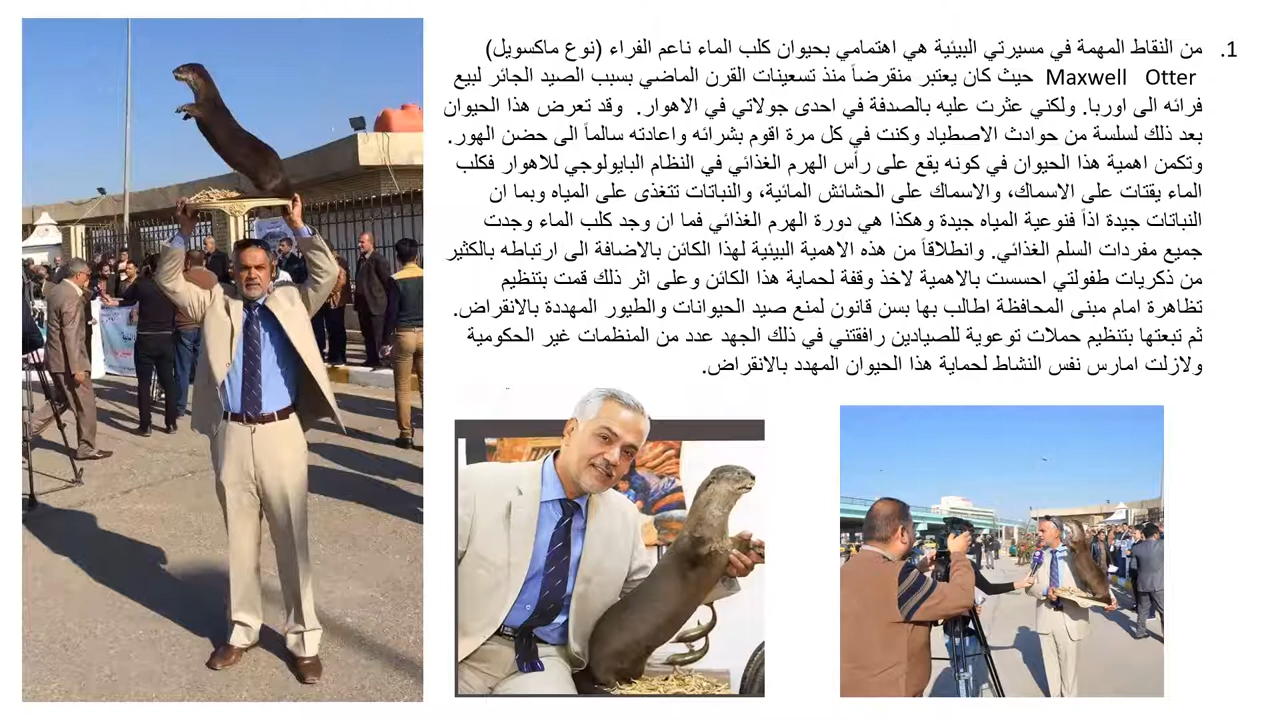 1. من النقاط المهمة في مسيرتي البيئية هي اهتمامي بحيوان كلب الماء ناعم الفراء (نوع ماكسويل)
Maxwell Otter حيث كان يعتبر منقرضاً منذ تسعينات القرن الماضي بسبب الصيد الجائر لبيع
فرائه الى اوربا. ولكني عثرت عليه بالصدفة في احدى جولاتي في الاهوار. وقد تعرض هذا الحيوان
بعد ذلك لسلسة من حوادث الاصطياد وكنت في كل مرة اقوم بشرائه واعادته سالماً الى حضن الهور.
وتكمن اهمية هذا الحيوان في كونه يقع على رأس الهرم الغذائي في النظام البايولوجي للاهوار فكلب
الماء يقتات على الاسماك، والاسماك على الحشائش المائية، والنباتات تتغذى على المياه وبما ان
النباتات جيدة اذاً فنوعية المياه جيدة وهكذا هي دورة الهرم الغذائي فما ان وجد كلب الماء وجدت
جميع مفردات السلم الغذائي. وانطلاقاً من هذه الاهمية البيئية لهذا الكائن بالاضافة الى ارتباطه بالكثير
من ذكريات طفولتي احسست بالاهمية لاخذ وقفة لحماية هذا الكائن وعلى اثر ذلك قمت بتنظيم
تظاهرة امام مبنى المحافظة اطالب بها بسن قانون لمنع صيد الحيوانات والطيور المهددة بالانقراض.
ثم تبعتها بتنظيم حملات توعوية للصيادين رافقتني في ذلك الجهد عدد من المنظمات غير الحكومية
ولازلت امارس نفس النشاط لحماية هذا الحيوان المهدد بالانقراض.